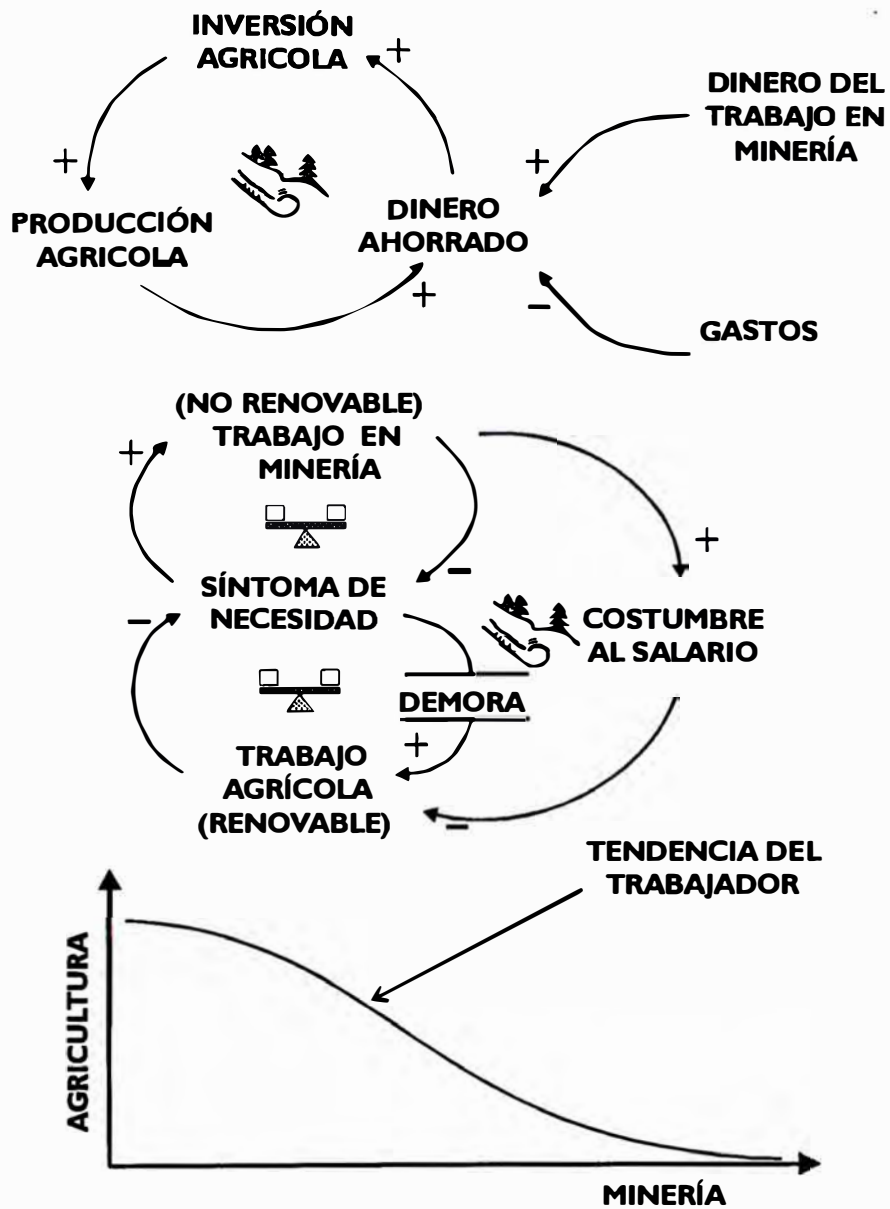 INVERSIÓN
AGRICOLA
+
DINERO DEL
TRABAJO EN
MINERÍA
+
+
PRODUCCIÓN
AGRICOLA
DINERO
AHORRADO
+
−
GASTOS
(NO RENOVABLE)
TRABAJO EN
MINERÍA
+
+
−
SÍNTOMA DE
NECESIDAD
−
COSTUMBRE
AL SALARIO
DEMORA
+
TRABAJO
AGRÍCOLA
(RENOVABLE)
−
TENDENCIA DEL
TRABAJADOR
AGRICULTURA
MINERÍA